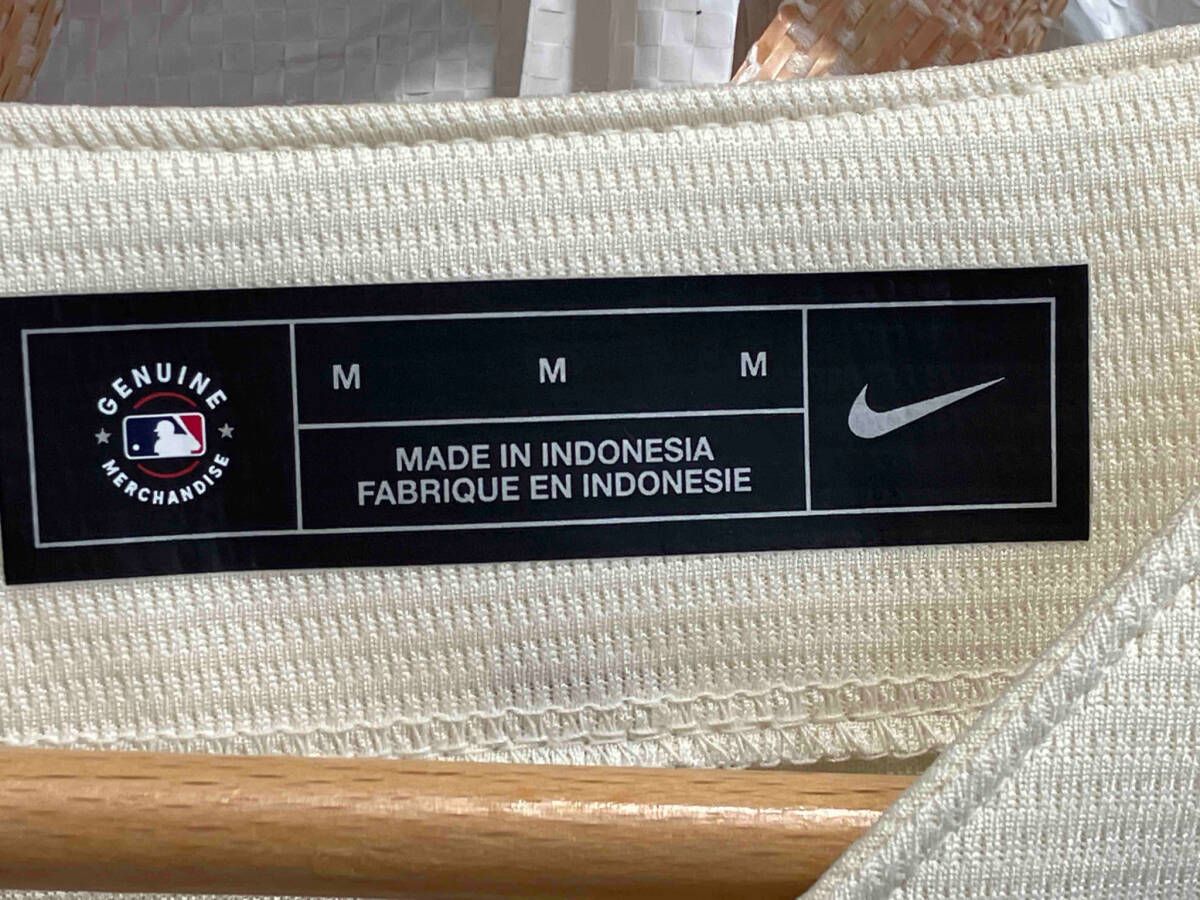 GENUINE
MERCHANDISE
M M M
MADE IN INDONESIA
FABRIQUE EN INDONESIE